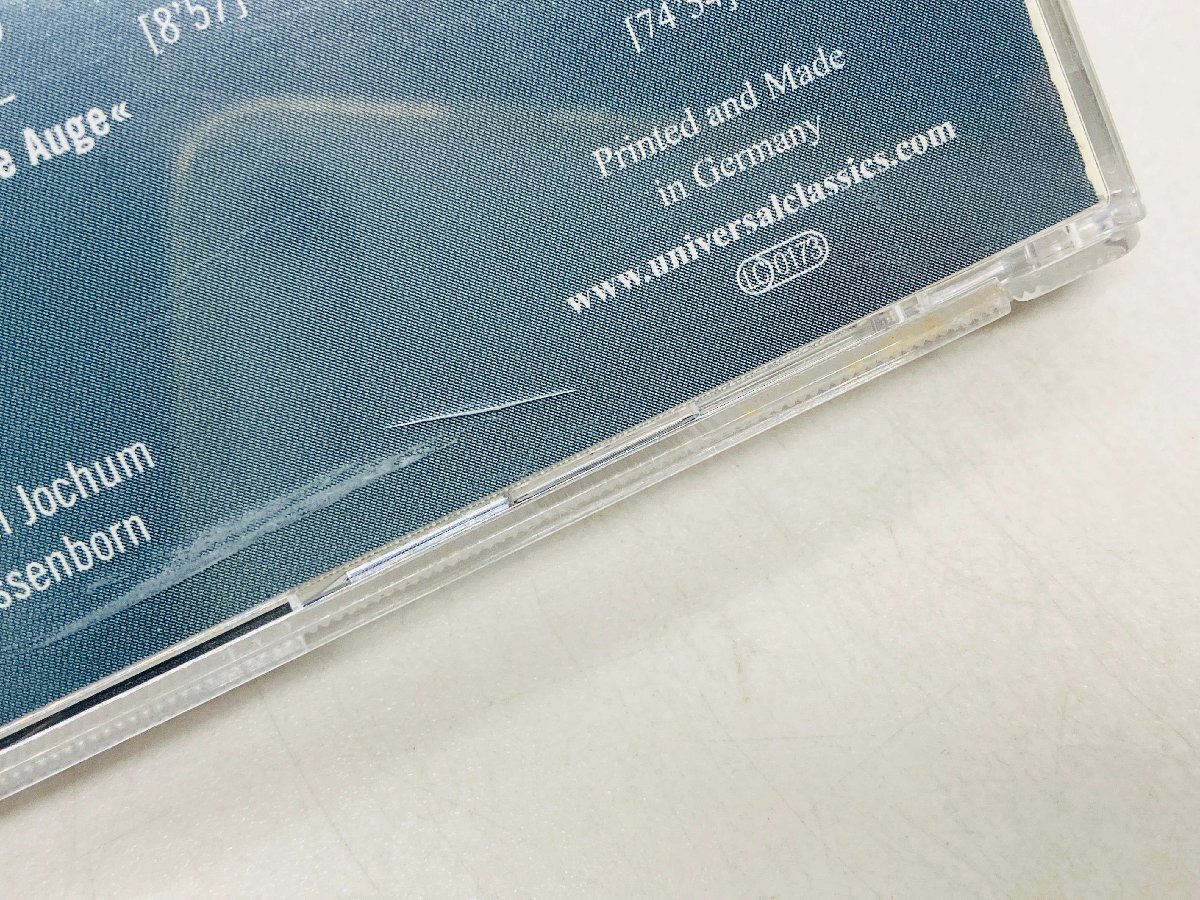 [8'57]
[74'54]
e Auge«
Printed and Made
in Germany
www.universalclassics.com
LC 0173
Jochum
ssenborn